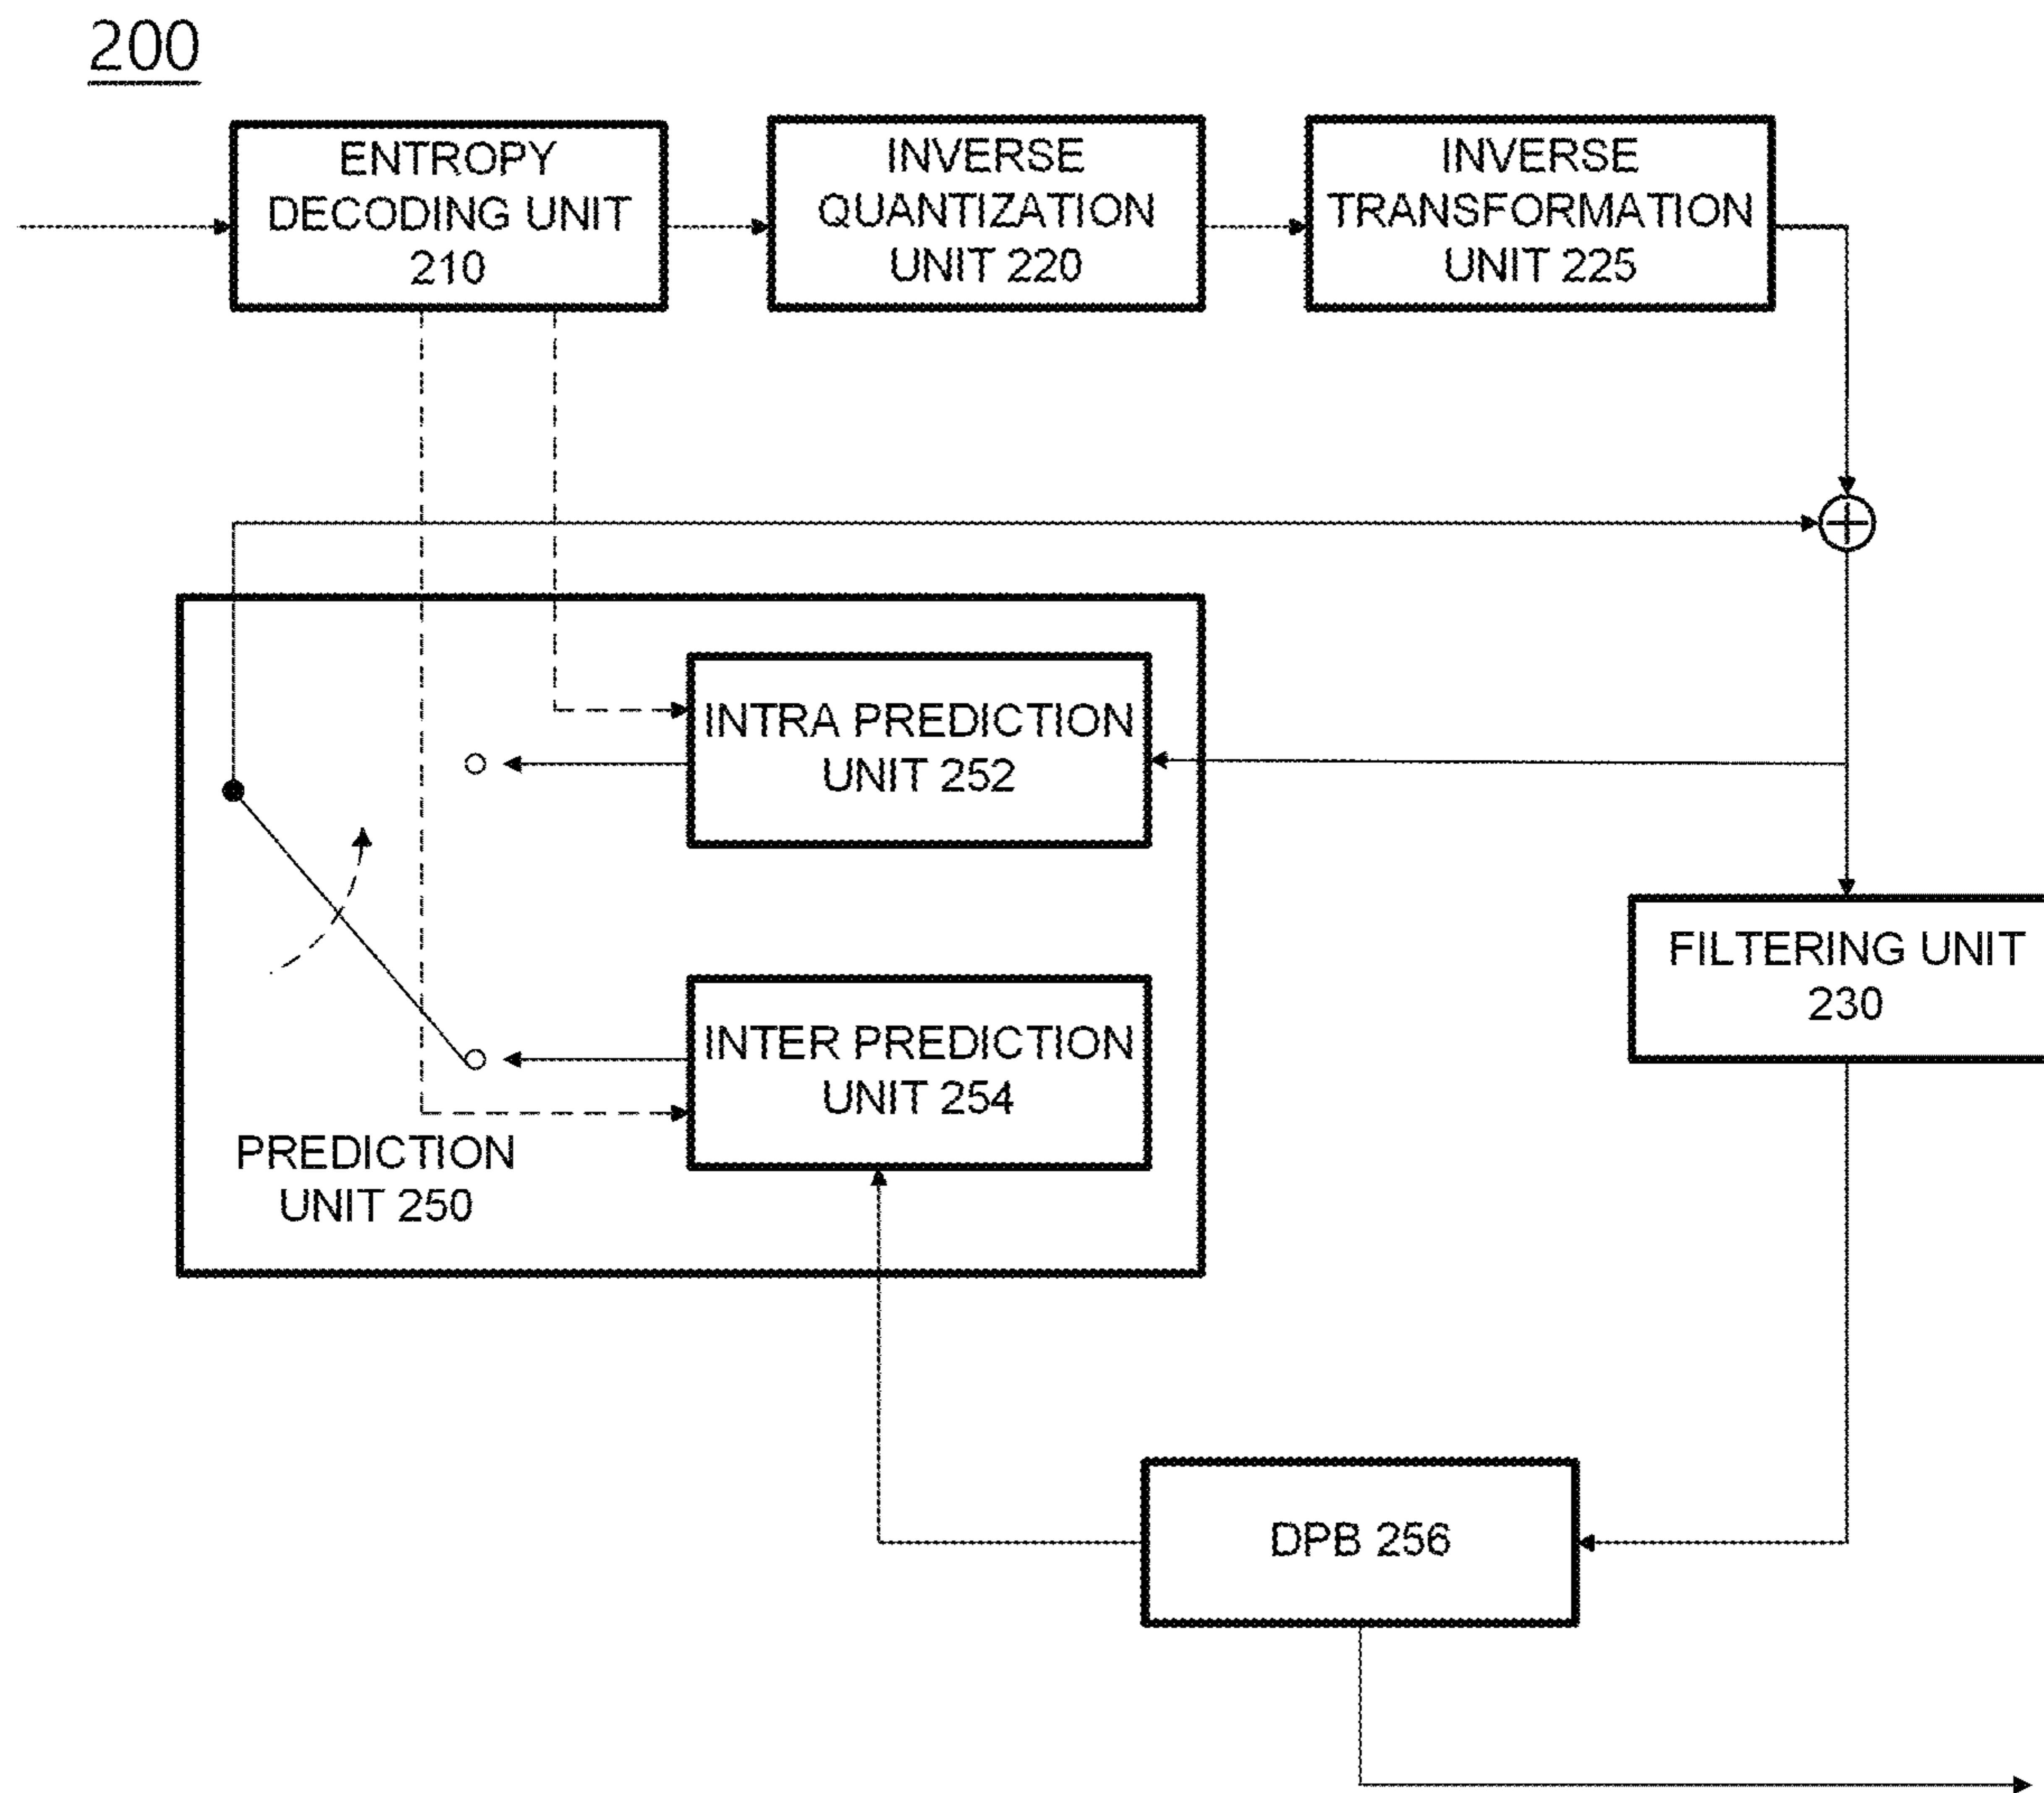 200
ENTROPY
DECODING UNIT
210
INVERSE
QUANTIZATION
UNIT 220
INVERSE
TRANSFORMATION
UNIT 225
INTRA PREDICTION
UNIT 252
FILTERING UNIT
230
INTER PREDICTION
UNIT 254
PREDICTION
UNIT 250
DPB 256